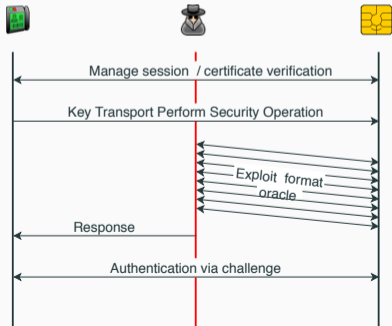 Manage session / certificate verification
Key Transport Perform Security Operation
Exploit format
oracle
Response
Authentication via challenge